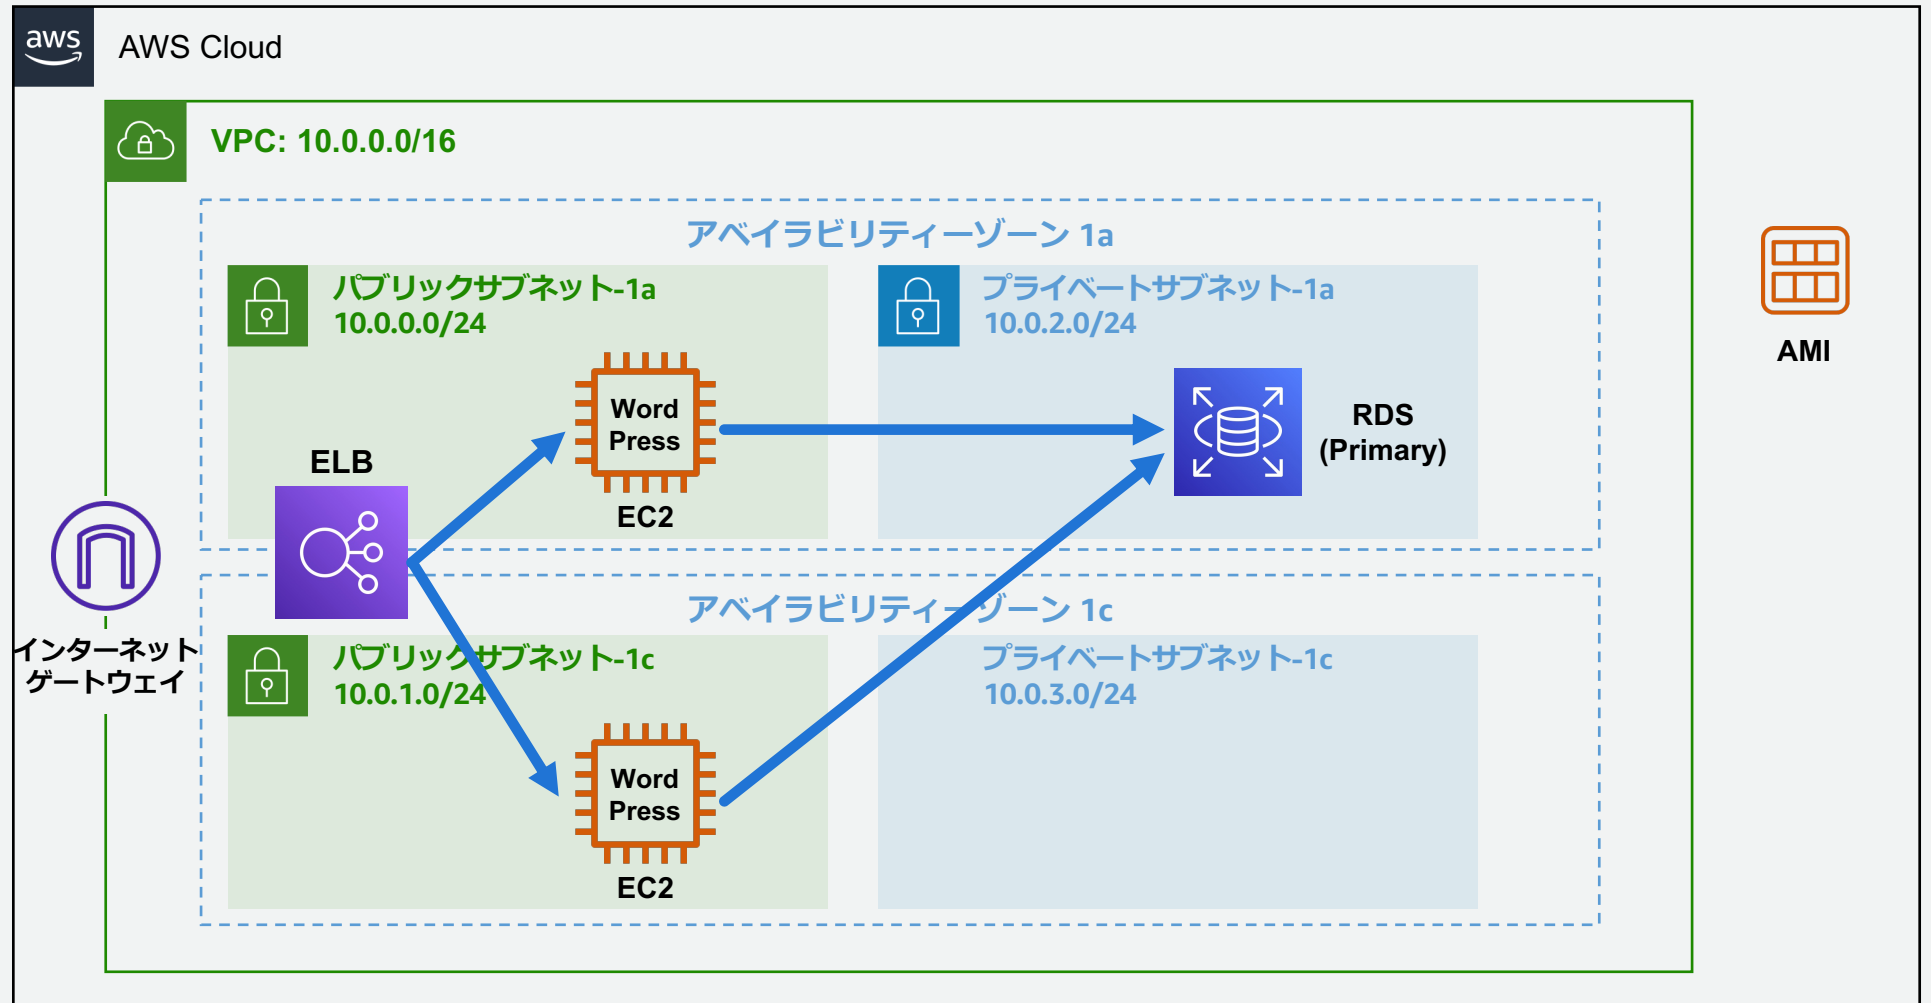 aws
AWS Cloud
VPC: 10.0.0.0/16
アベイラビリティーゾーン 1a
パブリックサブネット-1a
10.0.0.0/24
プライベートサブネット-1a
10.0.2.0/24
AMI
Word
Press
EC2
RDS
(Primary)
ELB
インターネット
ゲートウェイ
アベイラビリティーゾーン 1c
パブリックサブネット-1c
10.0.1.0/24
プライベートサブネット-1c
10.0.3.0/24
Word
Press
EC2